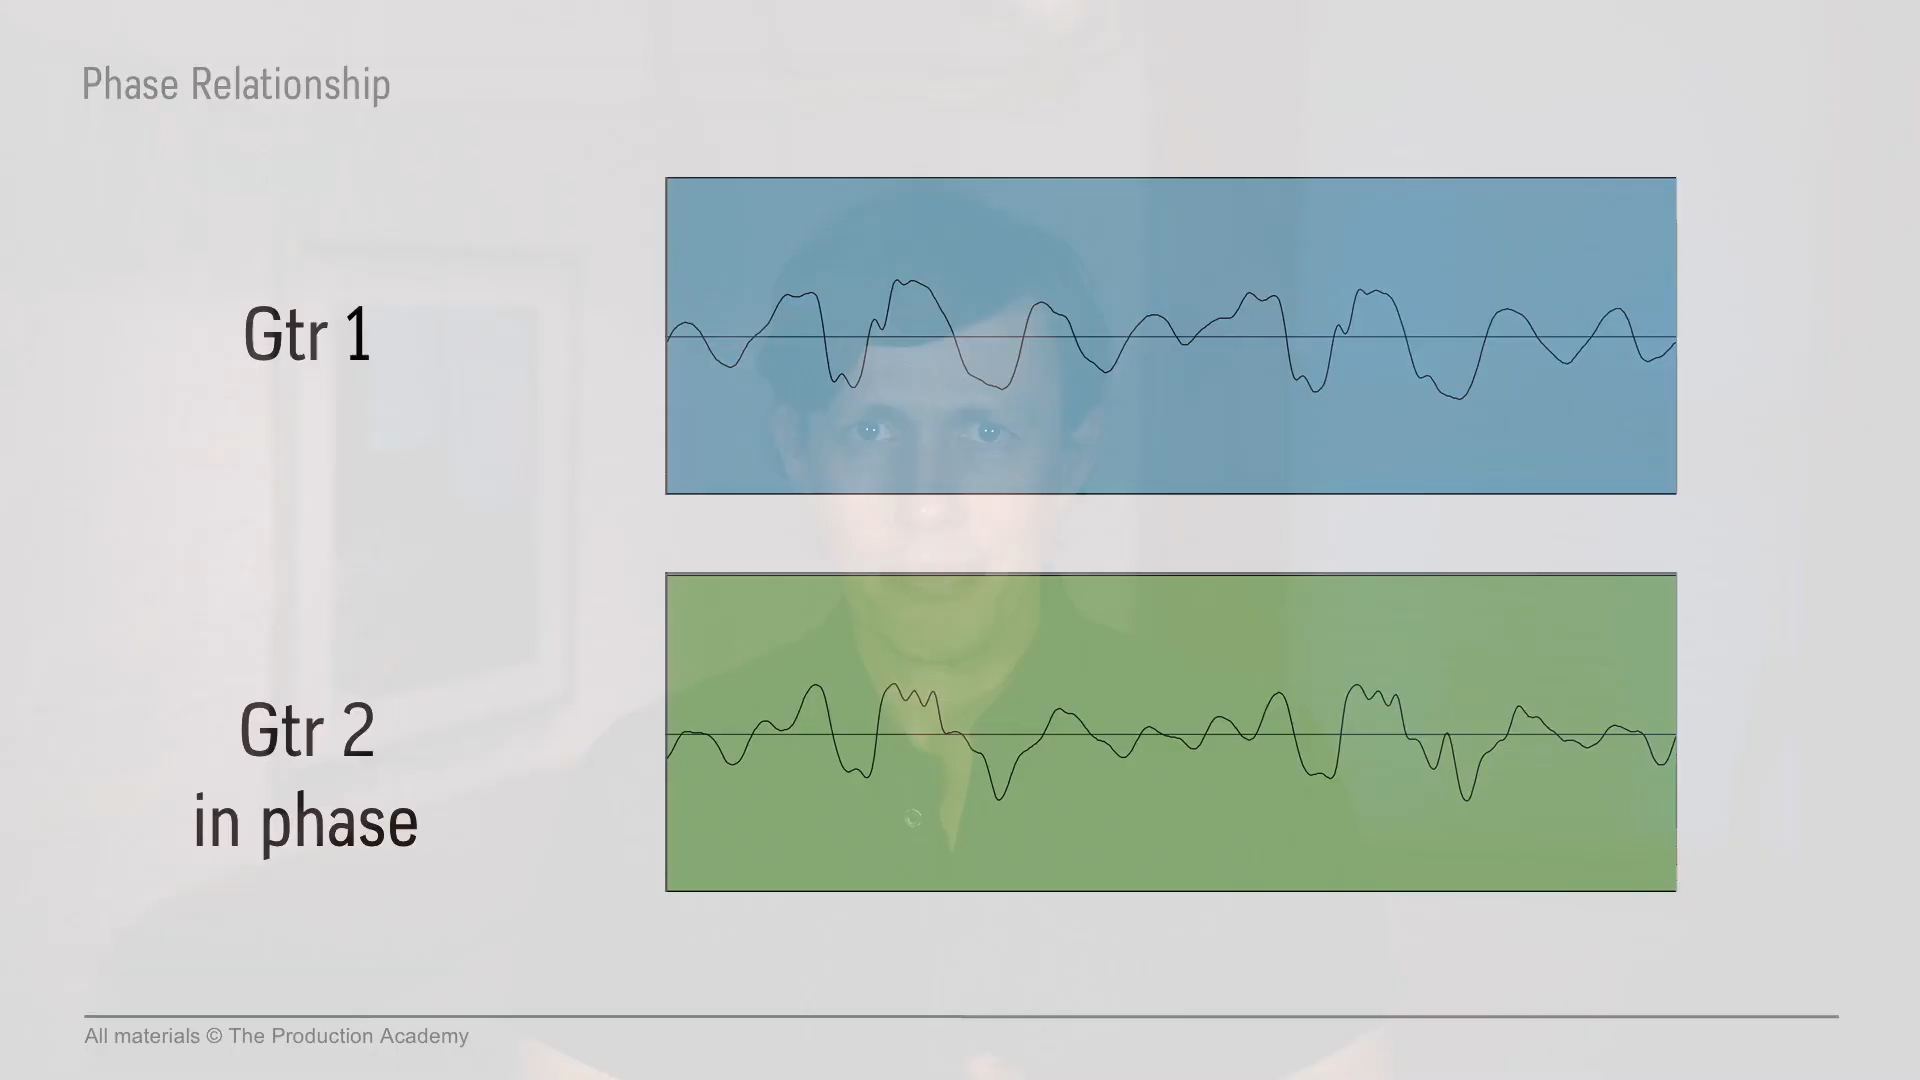 Phase Relationship
Gtr 1
Gtr 2
in phase
All materials © The Production Academy